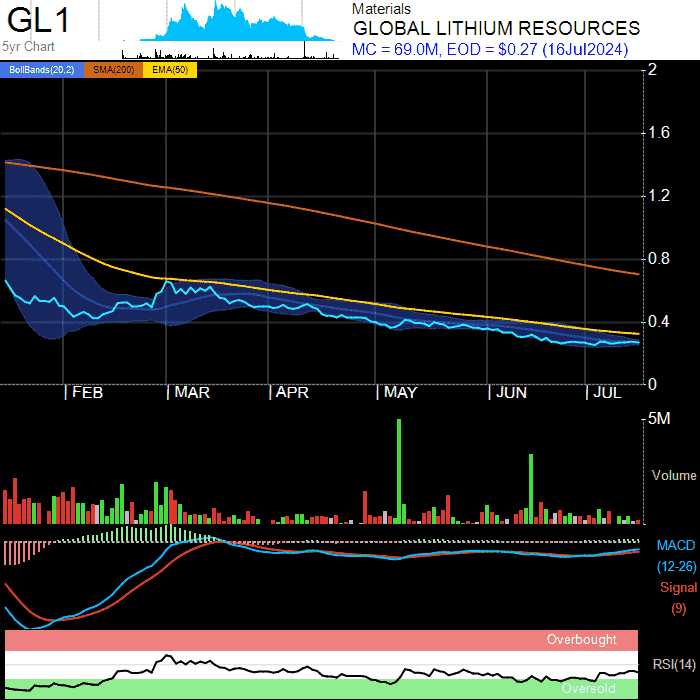 GL1
5yr Chart
Materials
GLOBAL LITHIUM RESOURCES
MC = 69.0M, EOD = $0.27 (16Jul2024)
BollBands(20,2) SMA(200) EMA(50)
2
1.6
1.2
0.8
0.4
0
FEB MAR APR MAY JUN JUL
5M
Volume
MACD
(12-26)
Signal
(9)
Overbought
RSI(14)
Oversold